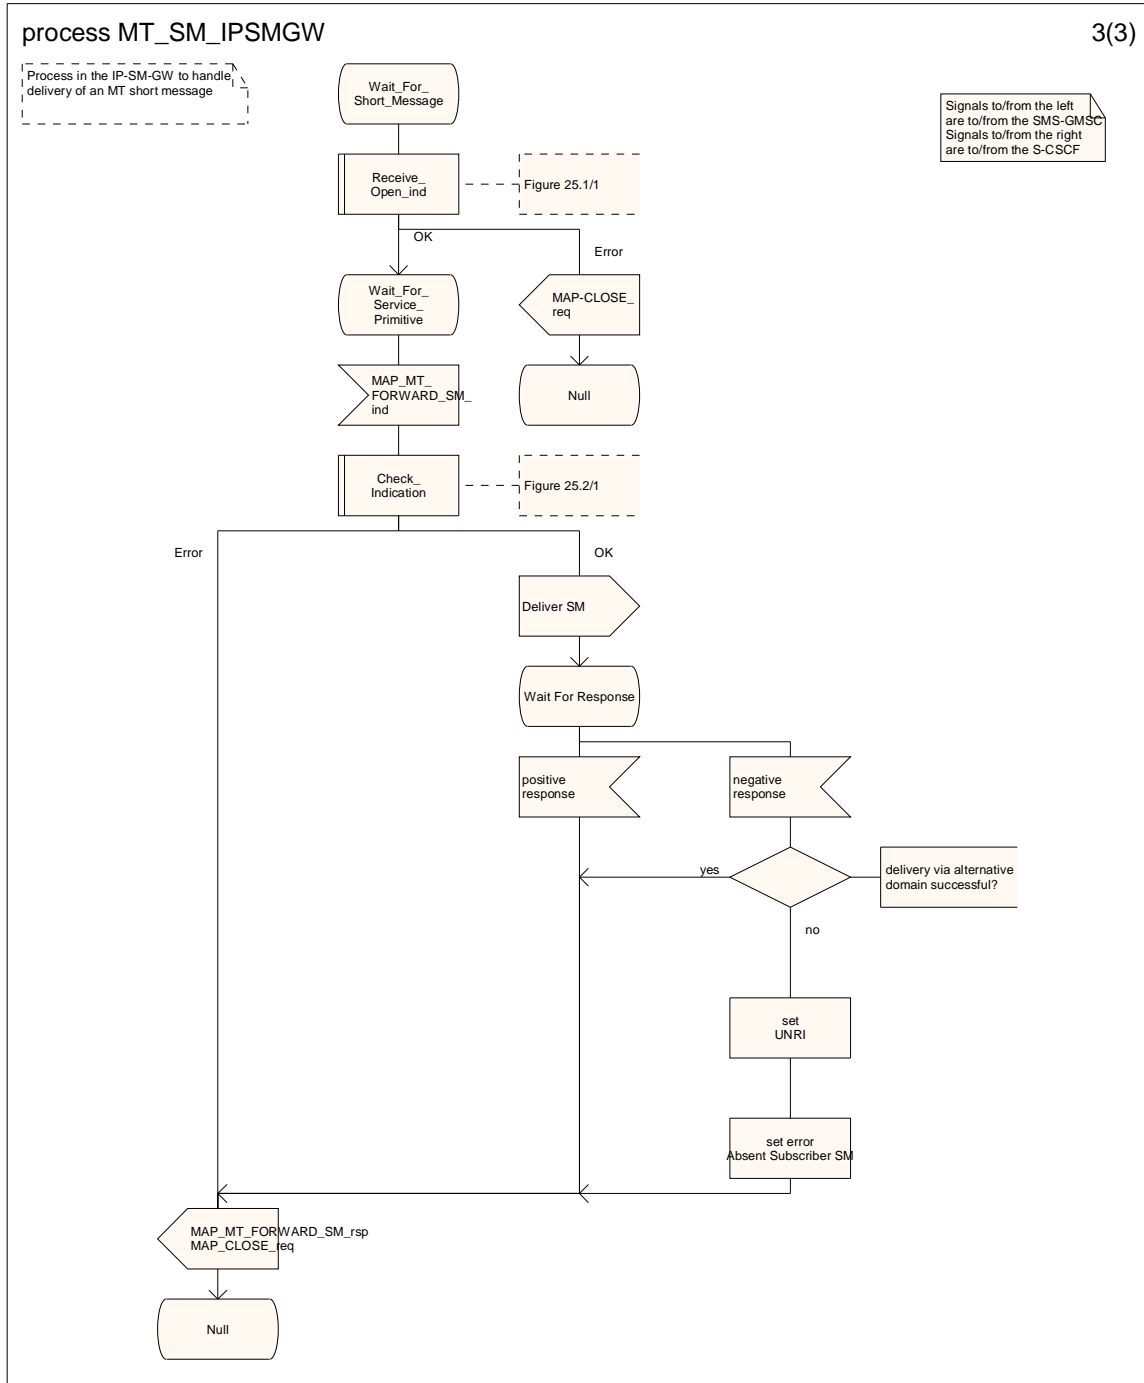 process MT_SM_IPSMGW
3(3)
Process in the IP-SM-GW to handle
delivery of an MT short message
Wait_For_
Short_Message
Signals to/from the left
are to/from the SMS-GMSC
Signals to/from the right
are to/from the S-CSCF
Receive_
Open_ind
Figure 25.1/1
OK
Error
Wait_For_
Service_
Primitive
MAP-CLOSE_
req
MAP_MT_
FORWARD_SM_
ind
Null
Check_
Indication
Figure 25.2/1
Error
OK
Deliver SM
Wait For Response
positive
response
negative
response
yes
delivery via alternative
domain successful?
no
set
UNRI
set error
Absent Subscriber SM
MAP_MT_FORWARD_SM_rsp
MAP_CLOSE_req
Null